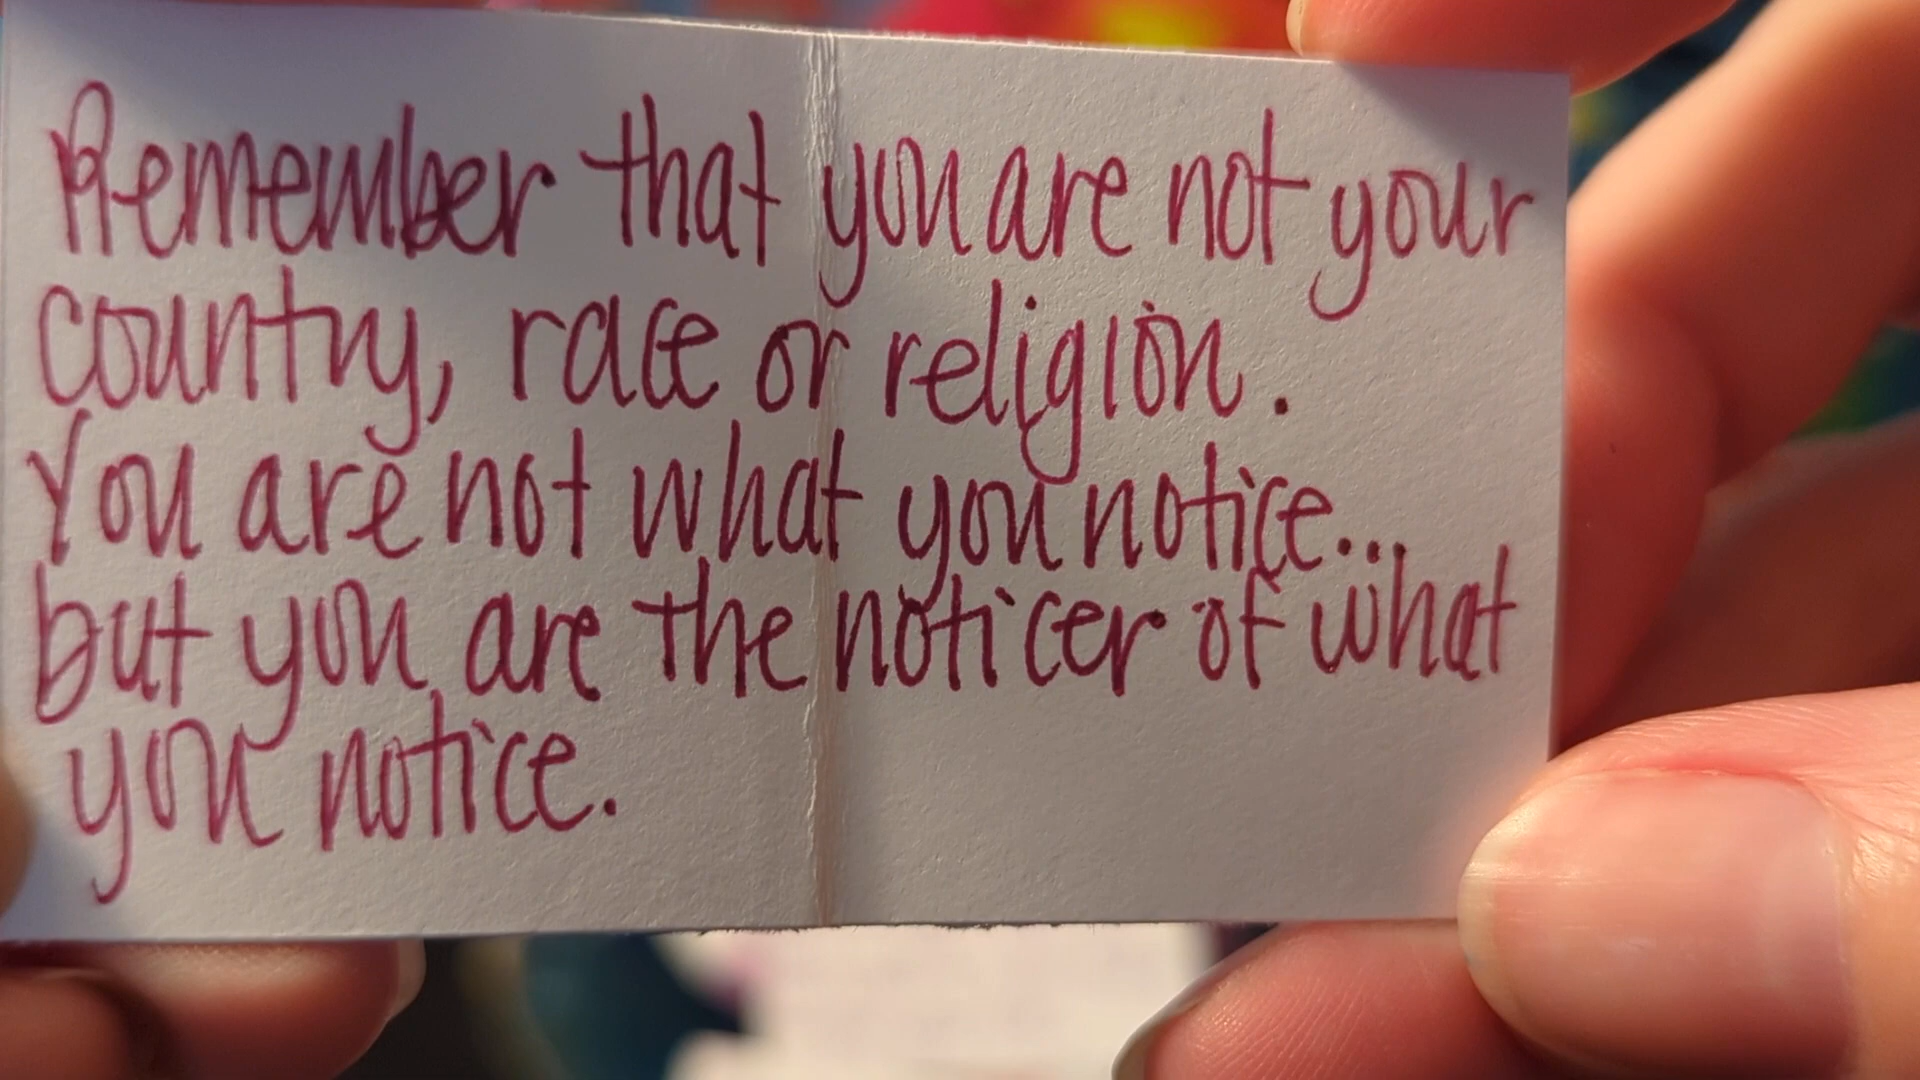 Remember that you are not your
country, race or religion.
You are not what you notice...
but you are the noticer of what
you notice.